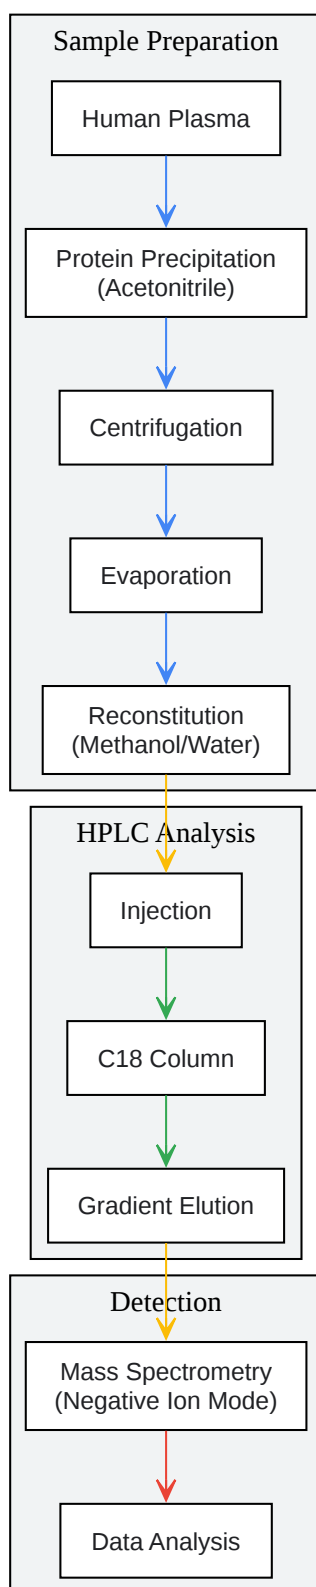 Sample Preparation
Human Plasma
Protein Precipitation
(Acetonitrile)
Centrifugation
Evaporation
Reconstitution
(Methanol/Water)
HPLC Analysis
Injection
C18 Column
Gradient Elution
Detection
Mass Spectrometry
(Negative Ion Mode)
Data Analysis